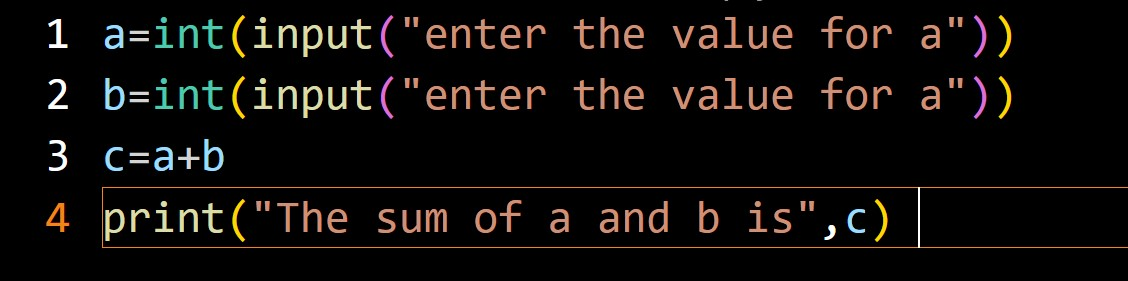 1 a=int(input("enter the value for a"))
2 b=int(input("enter the value for a"))
3 c=a+b
4 print("The sum of a and b is",c)